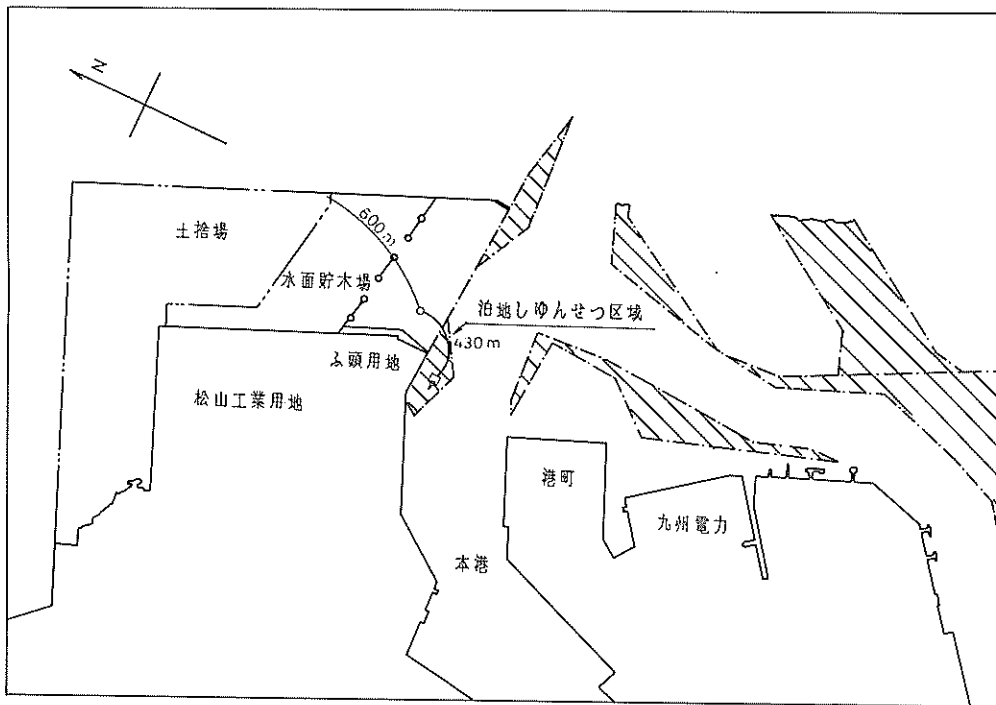 N
土捨場
600m
水面貯木場
泊地しゆんせつ区域
430m
ふ頭用地
松山工業用地
港町
九州電力
本港